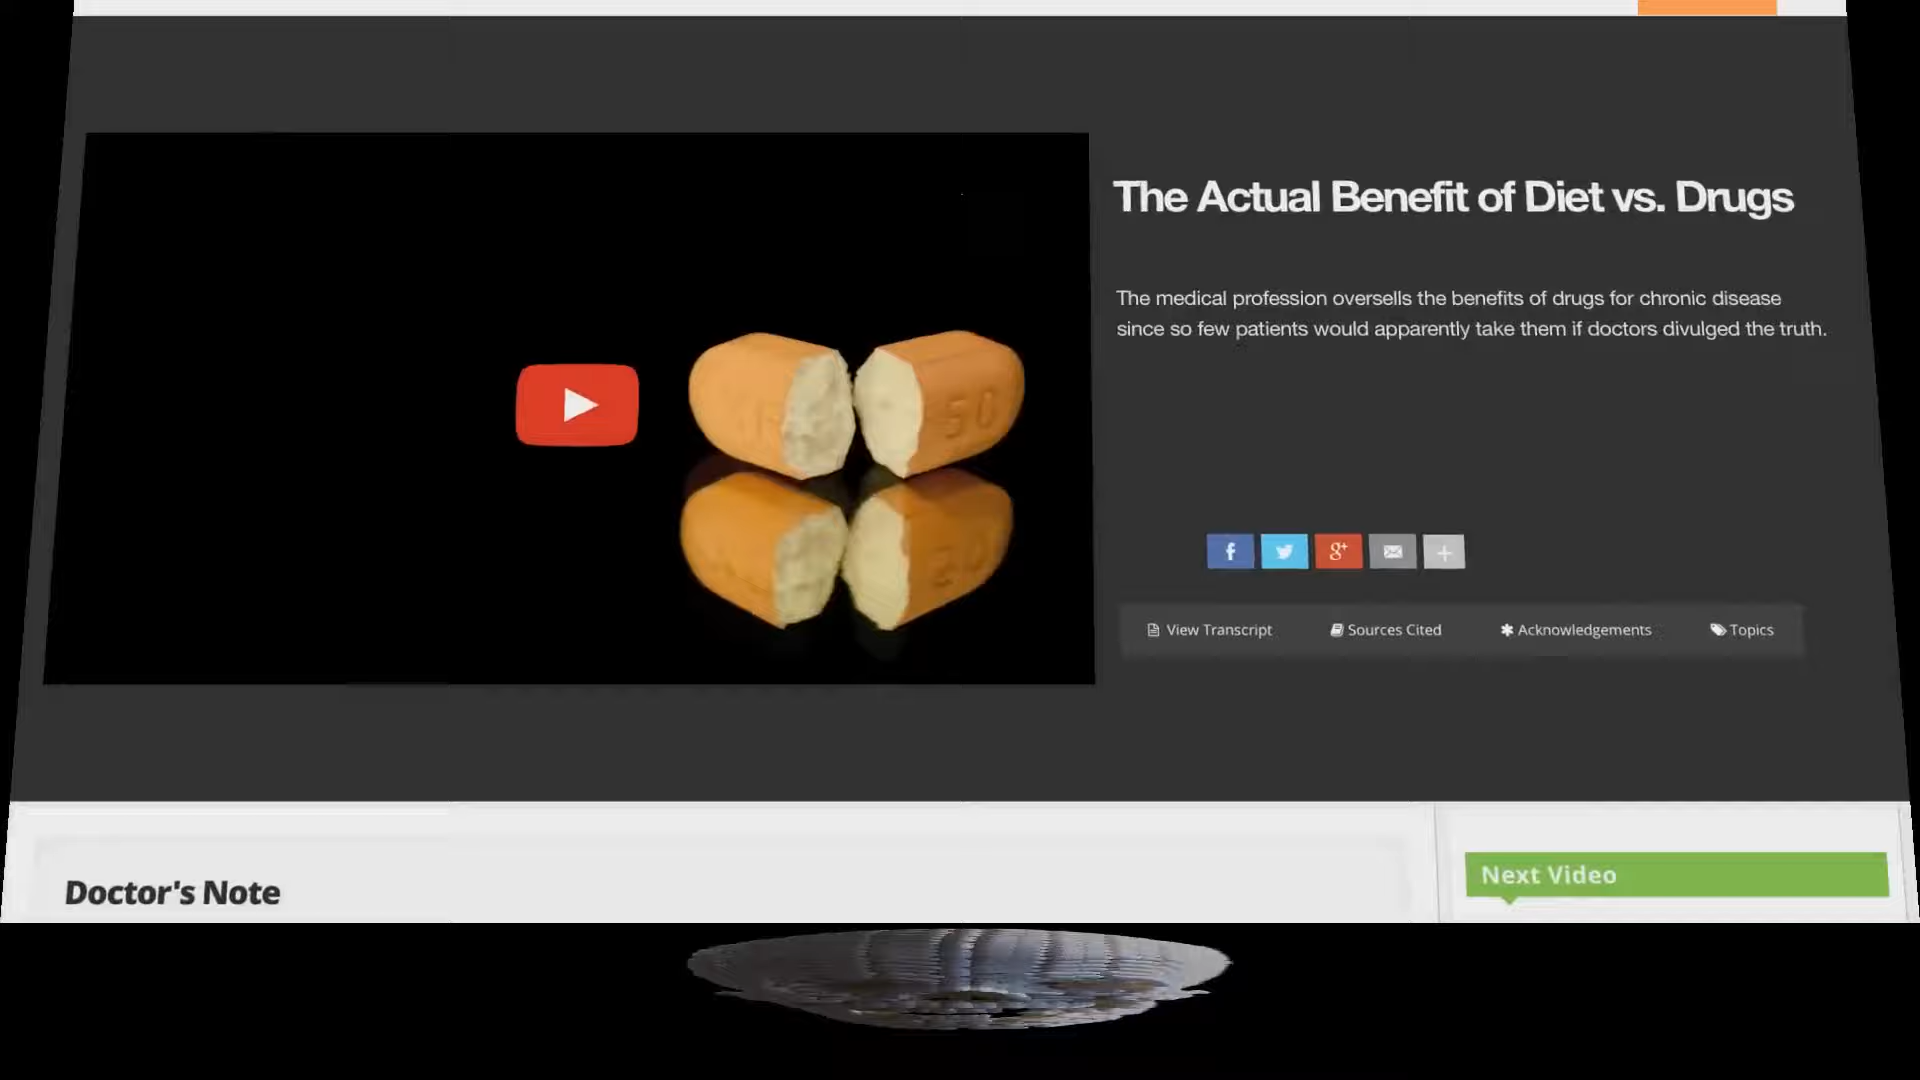 The Actual Benefit of Diet vs. Drugs
The medical profession oversells the benefits of drugs for chronic disease
since so few patients would apparently take them if doctors divulged the truth.
50
View Transcript
Sources Cited
Acknowledgements
Topics
Doctor's Note
Next Video